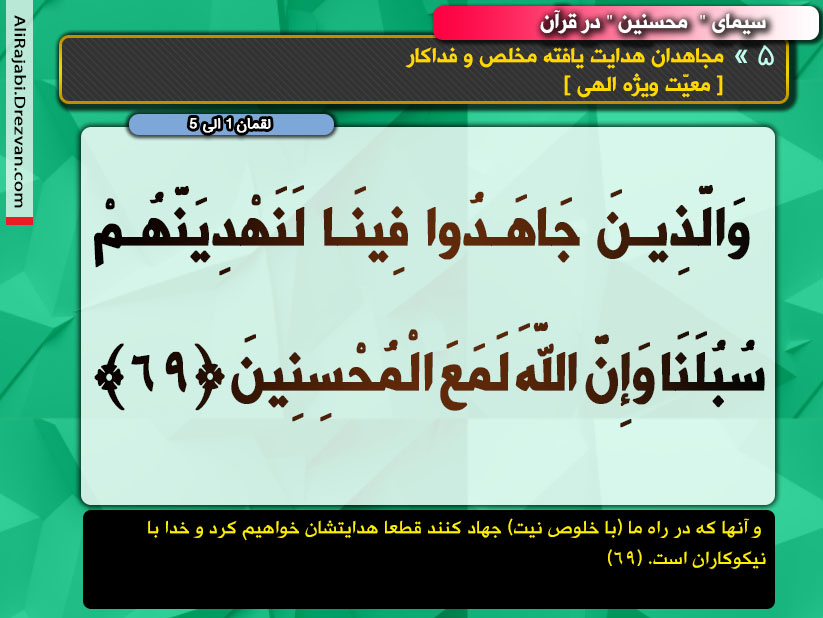 سیمای " محسنین " در قرآن
۵ » مجاهدان هدایت یافته مخلص و فداکار
[ معیّت ویژه الهی ]
لقمان 1 الی 5
وَالَّذِينَ جَاهَدُوا فِينَا لَنَهْدِيَنَّهُمْ
سُبُلَنَا وَإِنَّ اللَّهَ لَمَعَ الْمُحْسِنِينَ ﴿٦٩﴾
و آنها که در راه ما (با خلوص نیت) جهاد کنند قطعا هدایتشان خواهیم کرد و خدا با
نیکوکاران است. (۶۹)
AliRajabi.Drezvan.com